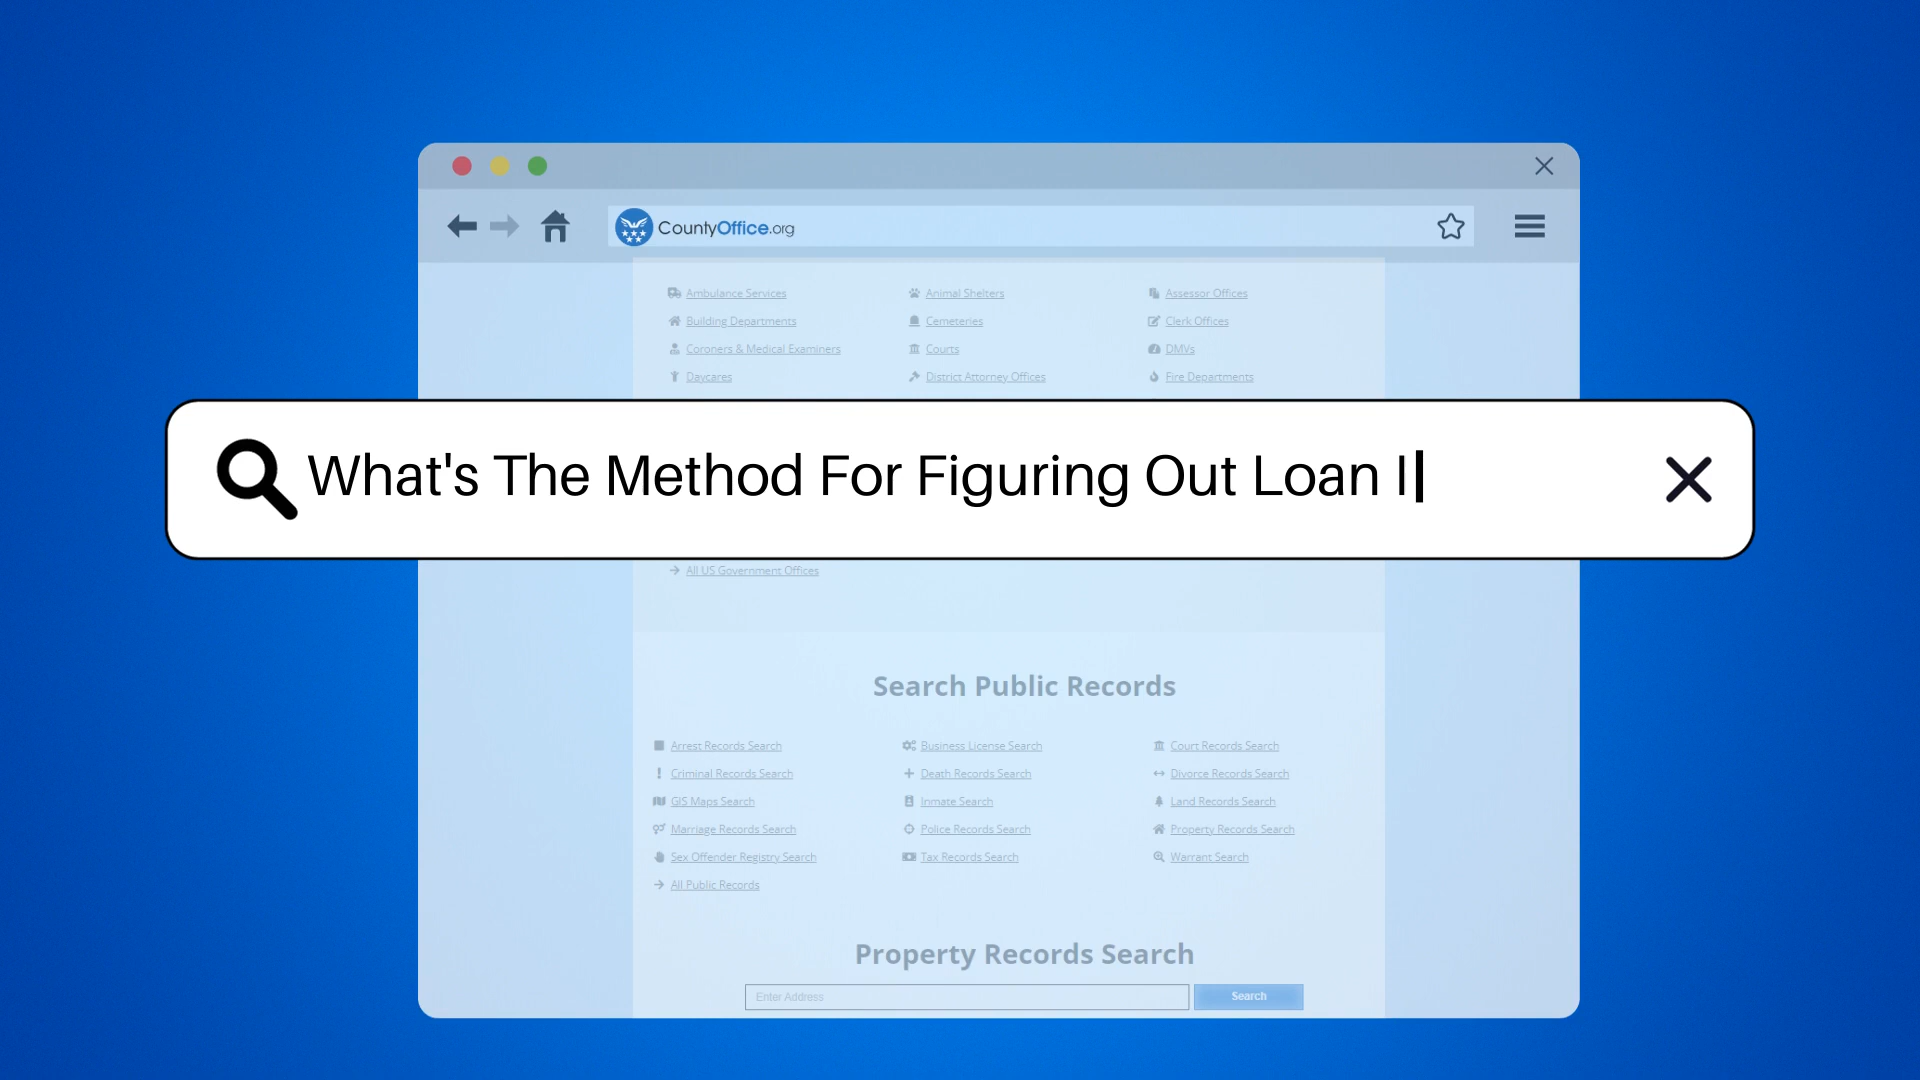 CountyOffice.org
Ambulance Services Animal Shelters Assessor Offices
Building Departments Cemeteries Clerk Offices
Coroners & Medical Examiners Courts DMVs
Daycares District Attorney Offices Fire Departments
What's The Method For Figuring Out Loan I
All US Government Offices
Search Public Records
Arrest Records Search Business License Search Court Records Search
Criminal Records Search Death Records Search Divorce Records Search
GIS Maps Search Inmate Search Land Records Search
Marriage Records Search Police Records Search Property Records Search
Sex Offender Registry Search Tax Records Search Warrant Search
All Public Records
Property Records Search
Enter Address Search